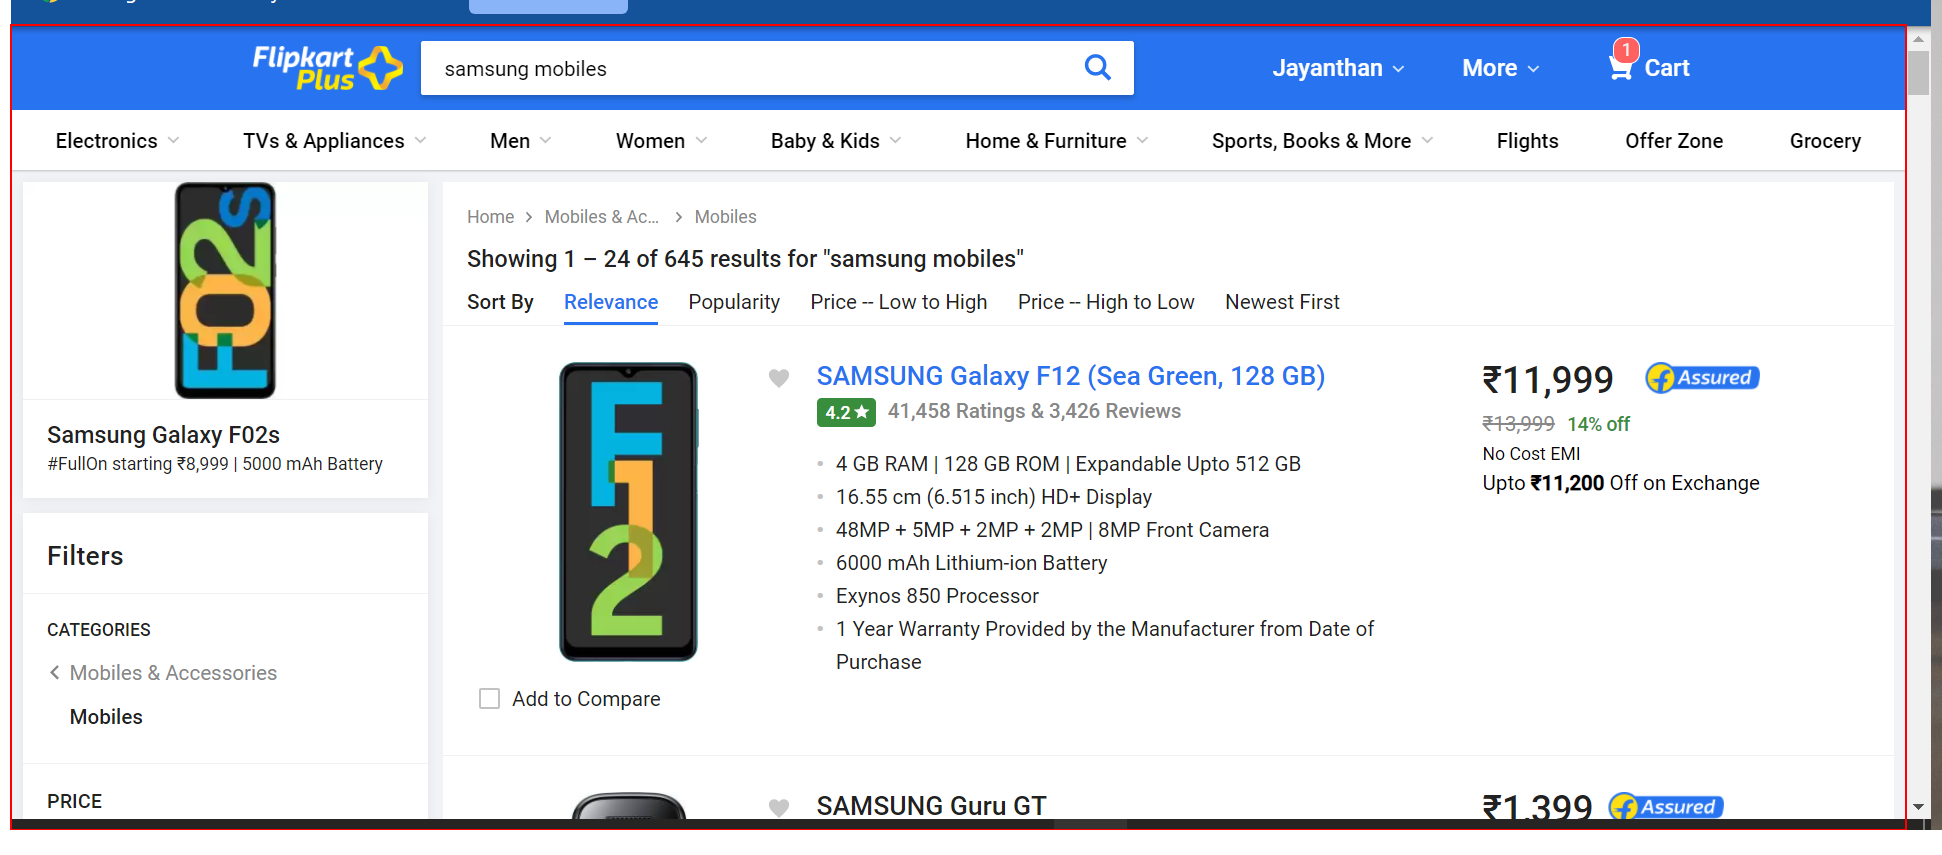 Flipkart
Plus
samsung mobiles
Jayanthan
More
1
Cart
Electronics
TVs & Appliances
Men
Women
Baby & Kids
Home & Furniture
Sports, Books & More
Flights
Offer Zone
Grocery
F02s
Samsung Galaxy F02s
#FullOn starting ₹8,999 | 5000 mAh Battery
Filters
CATEGORIES
Mobiles & Accessories
Mobiles
PRICE
Home > Mobiles & Ac... > Mobiles
Showing 1 – 24 of 645 results for "samsung mobiles"
Sort By Relevance Popularity Price -- Low to High Price -- High to Low Newest First
F12
Add to Compare
SAMSUNG Galaxy F12 (Sea Green, 128 GB)
4.2★ 41,458 Ratings & 3,426 Reviews
• 4 GB RAM | 128 GB ROM | Expandable Upto 512 GB
• 16.55 cm (6.515 inch) HD+ Display
• 48MP + 5MP + 2MP + 2MP | 8MP Front Camera
• 6000 mAh Lithium-ion Battery
• Exynos 850 Processor
• 1 Year Warranty Provided by the Manufacturer from Date of
Purchase
₹11,999 Assured
₹13,999 14% off
No Cost EMI
Upto ₹11,200 Off on Exchange
SAMSUNG Guru GT
₹1,399 Assured